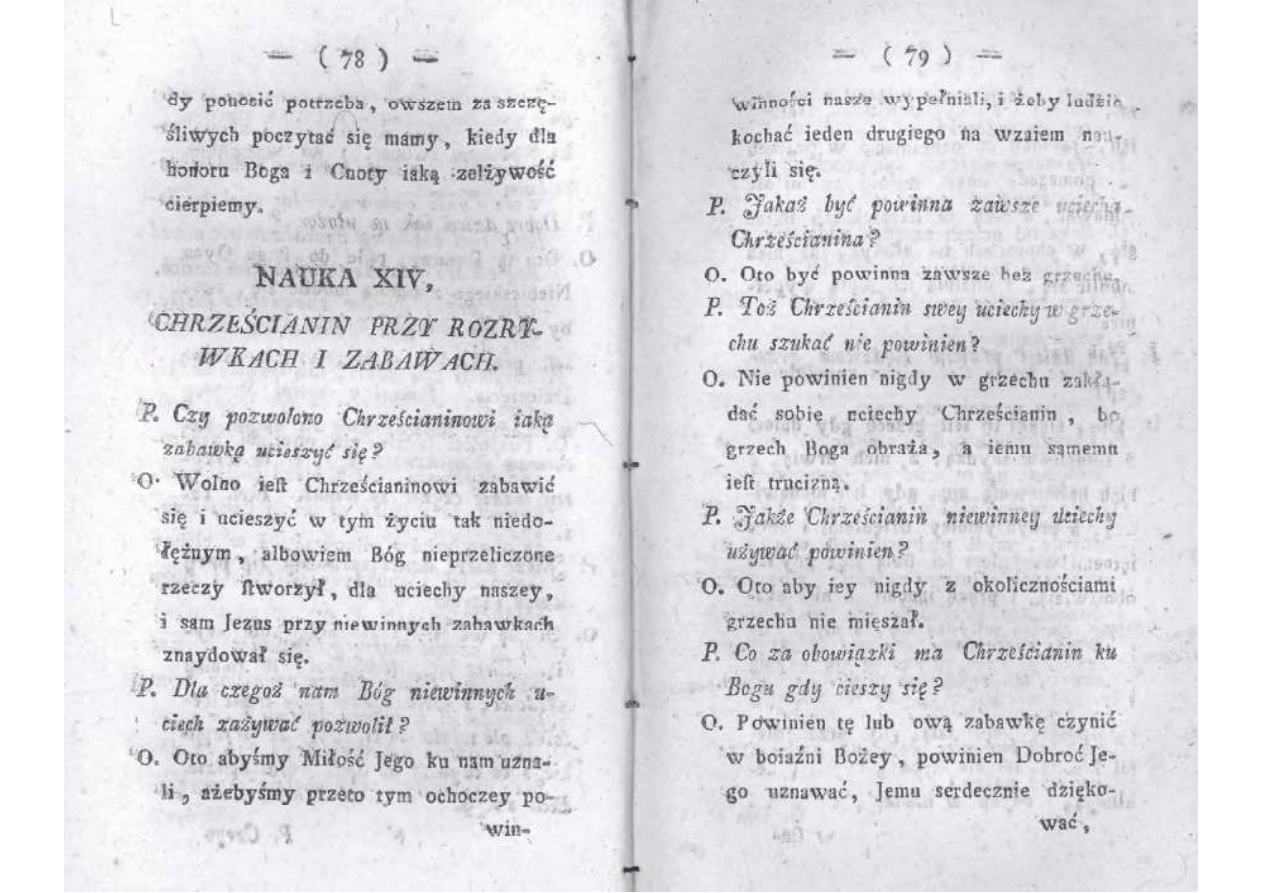 = ( 78 ) =
dy ponosić potrzeba, owszem za szczę-
śliwych poczytać się mamy, kiedy dla
honoru Boga i Cnoty iaką zelżywość
cierpiemy.
NAUKA XIV,
CHRZEŚCIANIN PRZY ROZRY-
WKACH I ZABAWACH.
P. Czy pozwolono Chrześcianinowi iaką
zabawką ucieszyć się?
O. Wolno ieſt Chrześcianinowi zabawić
się i ucieszyć w tym życiu tak niedo-
łężnym, albowiem Bóg nieprzeliczone
rzeczy ſtworzył, dla uciechy naszey,
i sam Jezus przy niewinnych zabawkach
znaydował się.
P. Dla czegoż nam Bóg niewinnych u-
ciech zażywać pozwolił?
O. Oto abyśmy Miłość Jego ku nam uzna-
li, ażebyśmy przeto tym ochoczey po-
win-
= ( 79 ) =
winności nasze wypełniali, i żeby ludzie
kochać ieden drugiego na wzaiem nau-
czyli się.
P. Jakaż być powinna zawsze uciecha
Chrześcianina?
O. Oto być powinna zawsze bez grzechu.
P. Toż Chrześcianin swey uciechy w grze-
chu szukać nie powinien?
O. Nie powinien nigdy w grzechu zakła-
dać sobie uciechy Chrześcianin, bo
grzech Boga obraża, a iemu samemu
ieſt trucizną.
P. Jakże Chrześcianin niewinney uciechy
używać powinien?
O. Oto aby iey nigdy z okolicznościami
grzechu nie mięszał.
P. Co za obowiązki ma Chrześcianin ku
Bogu gdy cieszy się?
O. Powinien tę lub ową zabawkę czynić
w boiaźni Bożey, powinien Dobroć Je-
go uznawać, Jemu serdecznie dzięko-
wać,